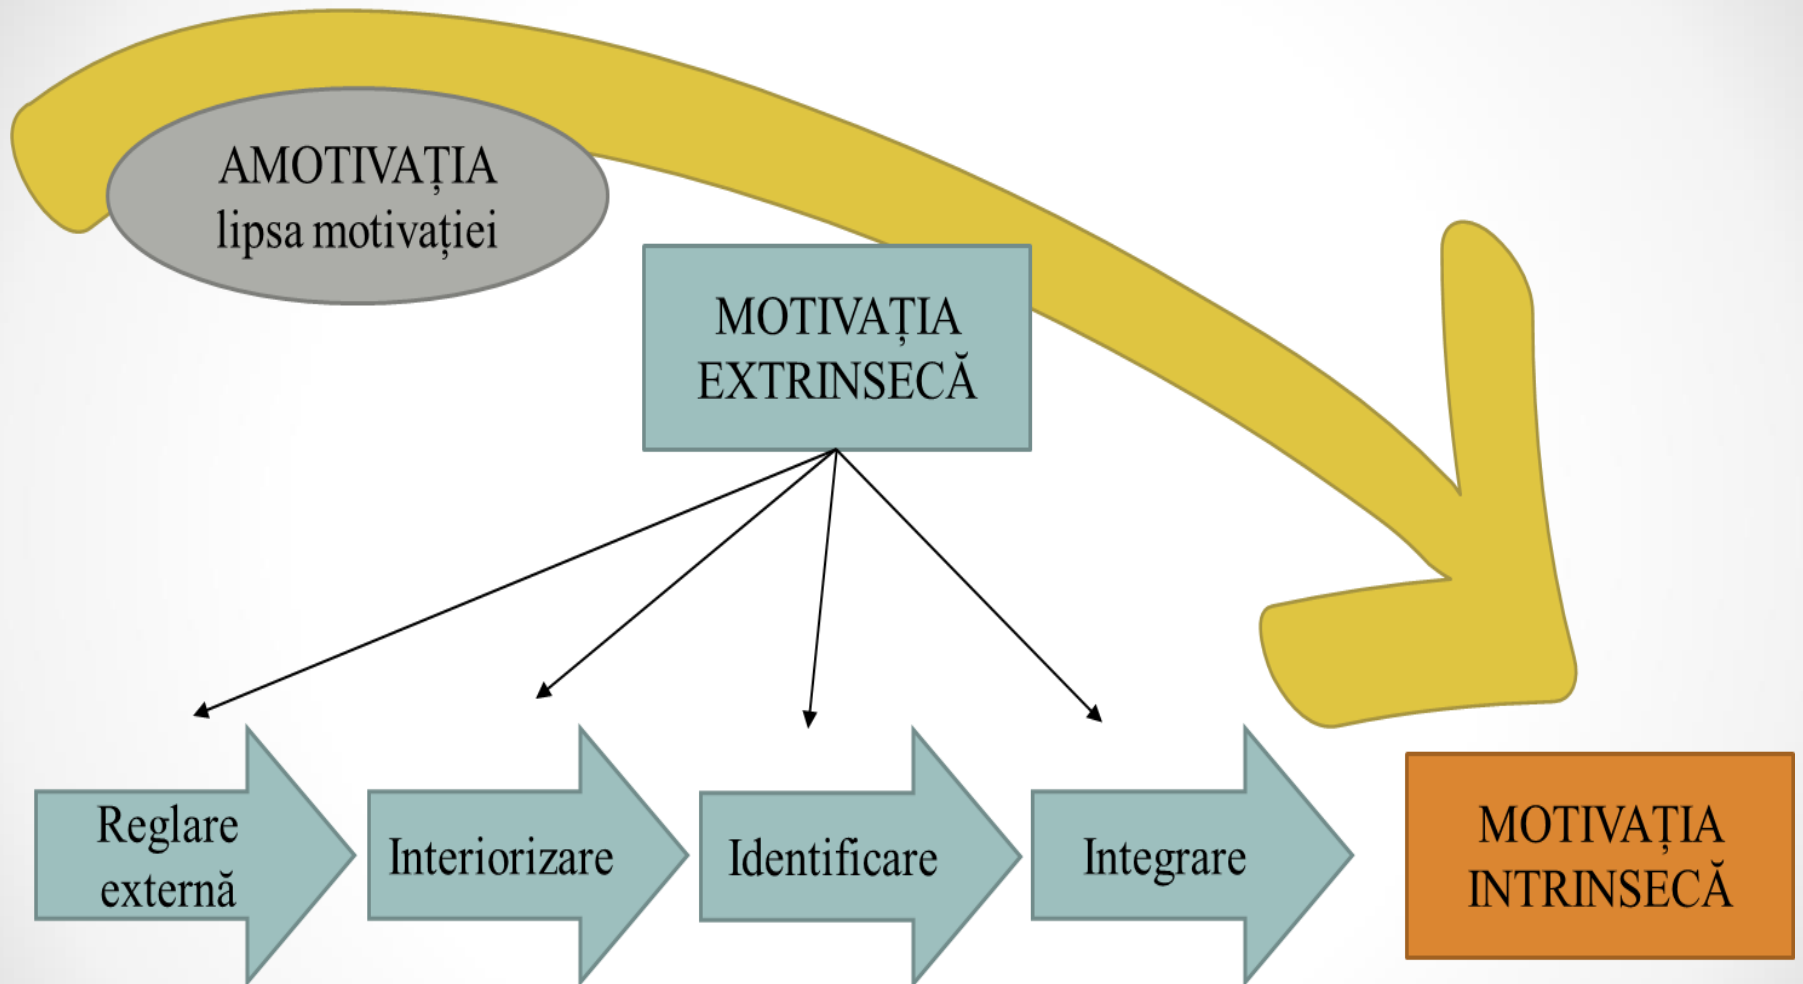 AMOTIVAȚIA
lipsa motivației
MOTIVAȚIA
EXTRINSECĂ
Reglare
externă
Interiorizare
Identificare
Integrare
MOTIVAȚIA
INTRINSECĂ